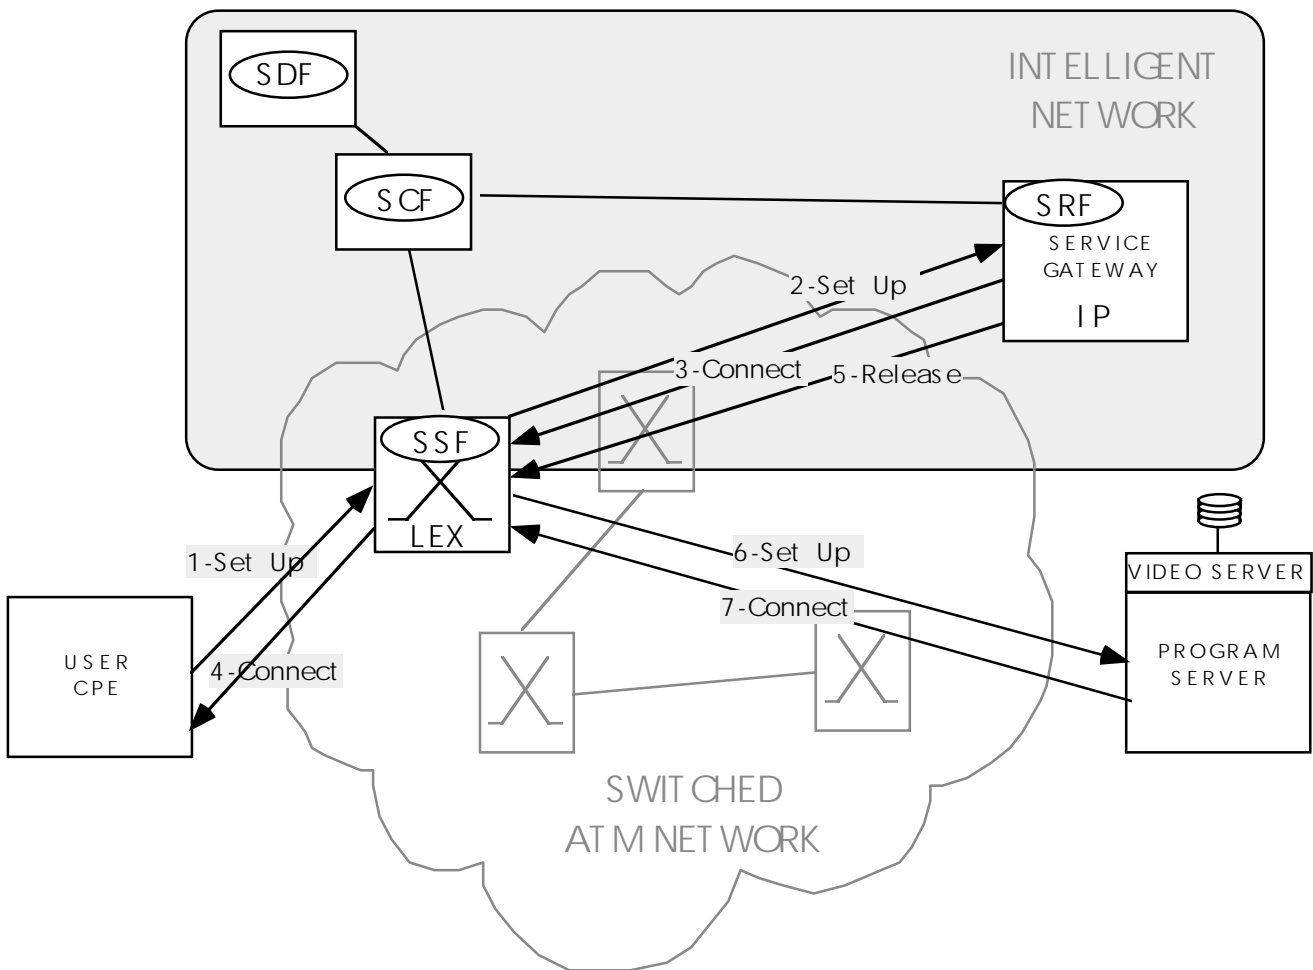 SDF
INTELLIGENT
NETWORK
SCF
SRF
SERVICE
GATEWAY
IP
2-Set Up
3-Connect
5-Release
SSF
LEX
1-Set Up
6-Set Up
7-Connect
VIDEO SERVER
USER
CPE
4-Connect
PROGRAM
SERVER
SWITCHED
ATM NETWORK